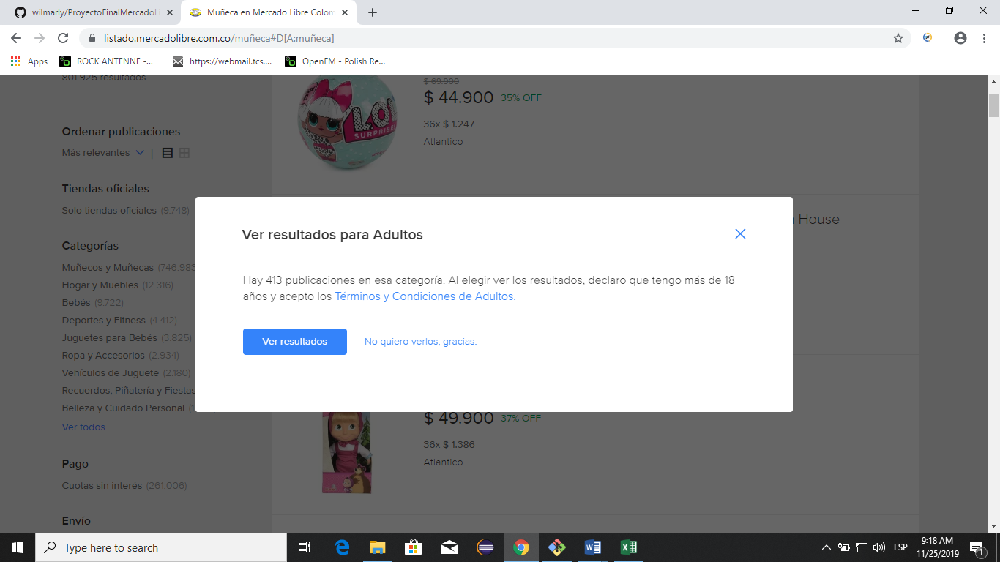 wilmarly/ProyectoFinalMercadoLi
Muñeca en Mercado Libre Colom
listado.mercadolibre.com.co/muñeca#D[A:muñeca]
Apps
ROCK ANTENNE -...
https://webmail.tcs....
OpenFM - Polish Re...
801.925 resultados
Ordenar publicaciones
Más relevantes
Tiendas oficiales
Solo tiendas oficiales (9.748)
Categorías
Muñecos y Muñecas (746.983
Hogar y Muebles (12.316)
Bebés (9.722)
Deportes y Fitness (4.412)
Juguetes para Bebés (3.825)
Ropa y Accesorios (2.934)
Vehículos de Juguete (2.180)
Recuerdos, Piñatería y Fiestas
Belleza y Cuidado Personal (1.
Ver todos
Pago
Cuotas sin interés (261.006)
Envío
L.O.L
SURPRISE!
$ 69.900
$ 44.900 35% OFF
36x $ 1.247
Atlantico
House
Ver resultados para Adultos
Hay 413 publicaciones en esa categoría. Al elegir ver los resultados, declaro que tengo más de 18
años y acepto los Términos y Condiciones de Adultos.
Ver resultados
No quiero verlos, gracias.
$ 49.900 37% OFF
36x $ 1.386
Atlantico
Type here to search
ESP
9:18 AM
11/25/2019
1